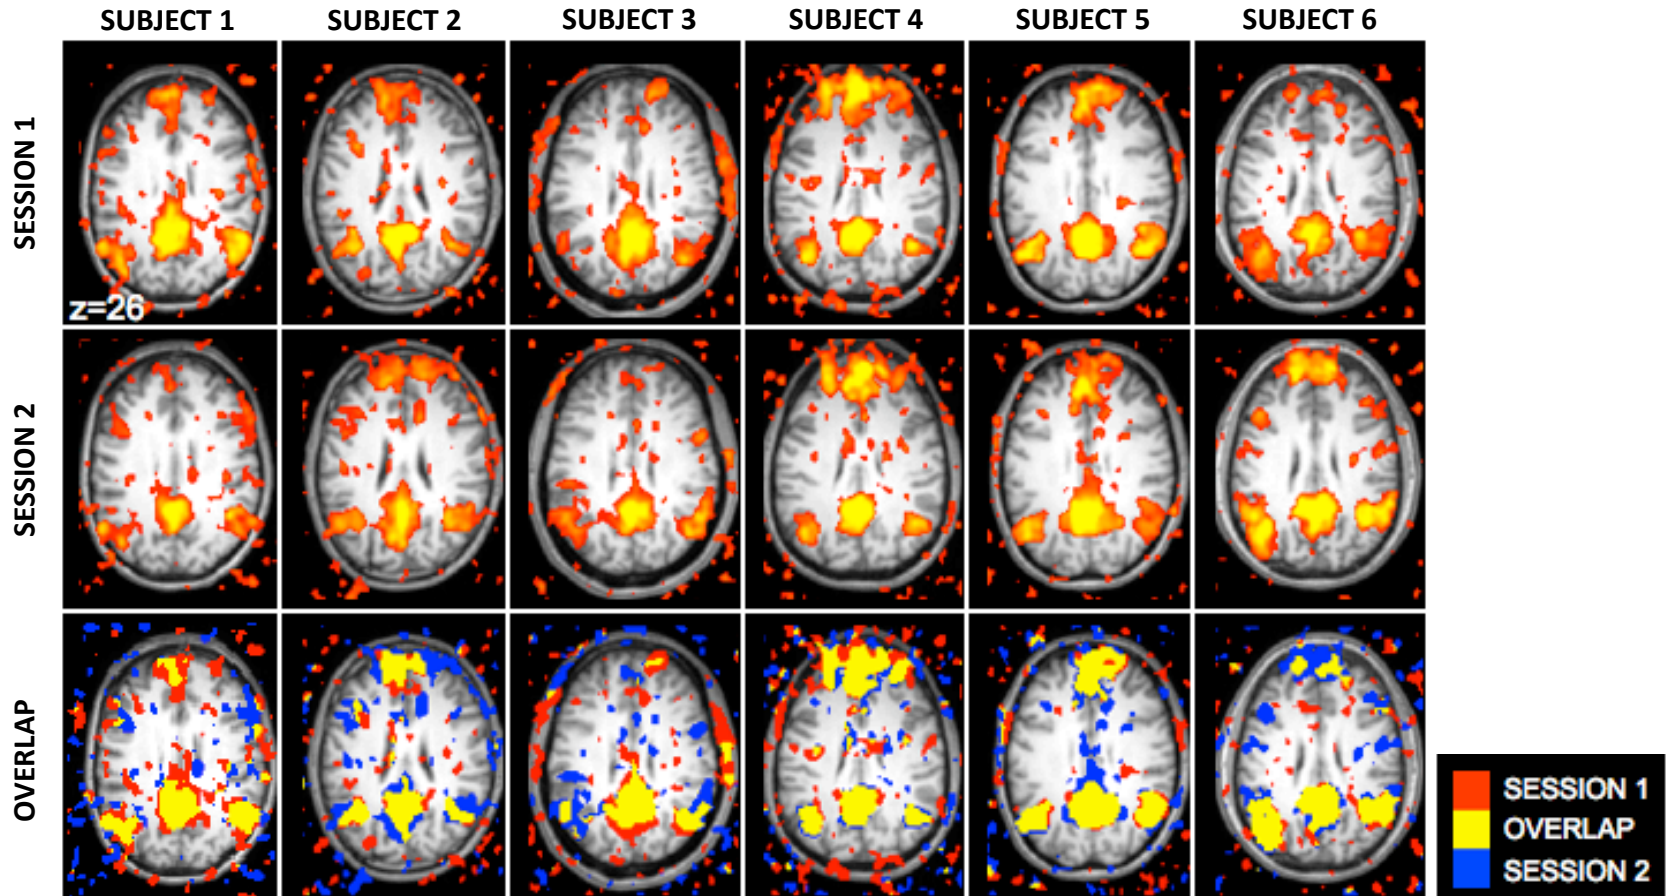 SUBJECT 1
SUBJECT 2
SUBJECT 3
SUBJECT 4
SUBJECT 5
SUBJECT 6
SESSION 1
z=26
SESSION 2
OVERLAP
SESSION 1
OVERLAP
SESSION 2